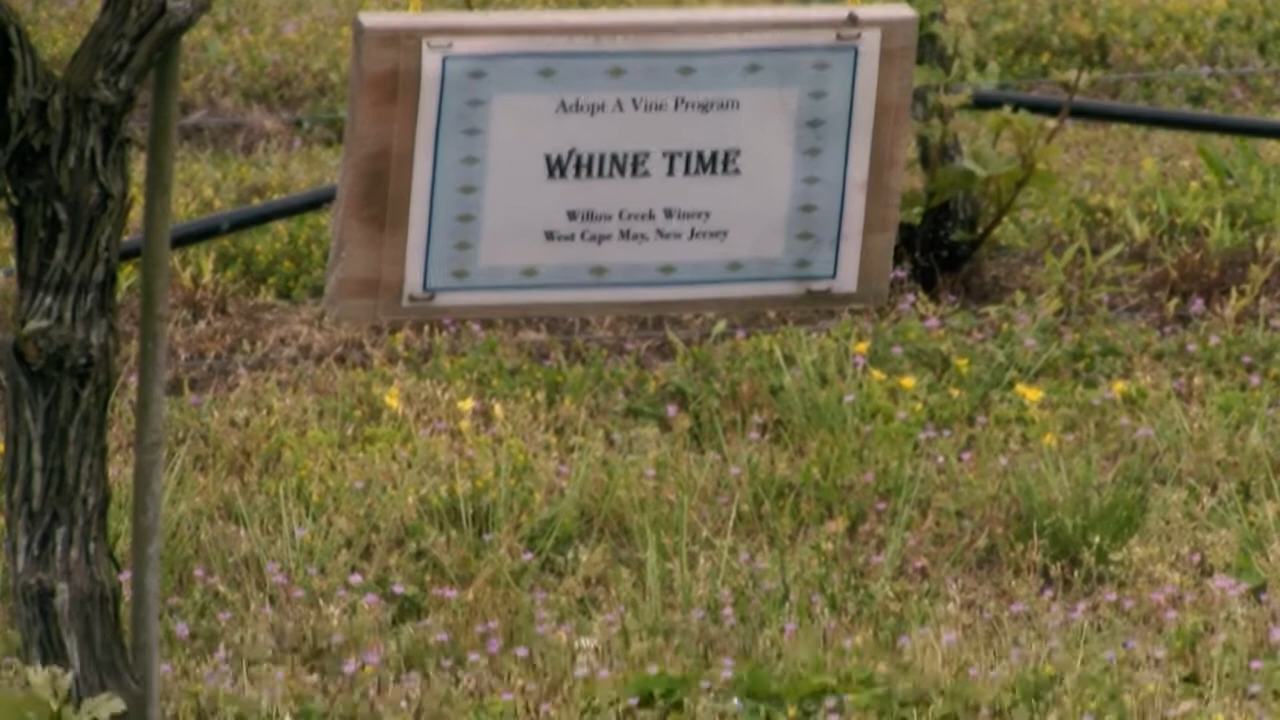 Adopt A Vine Program
WHINE TIME
Willow Creek Winery
West Cape May, New Jersey